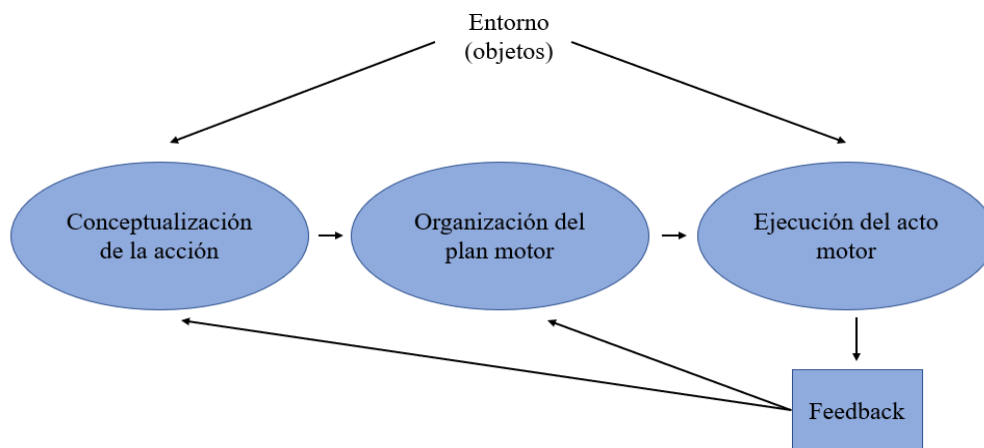 Entorno
(objetos)
Conceptualización
de la acción
Organización del
plan motor
Ejecución del acto
motor
Feedback